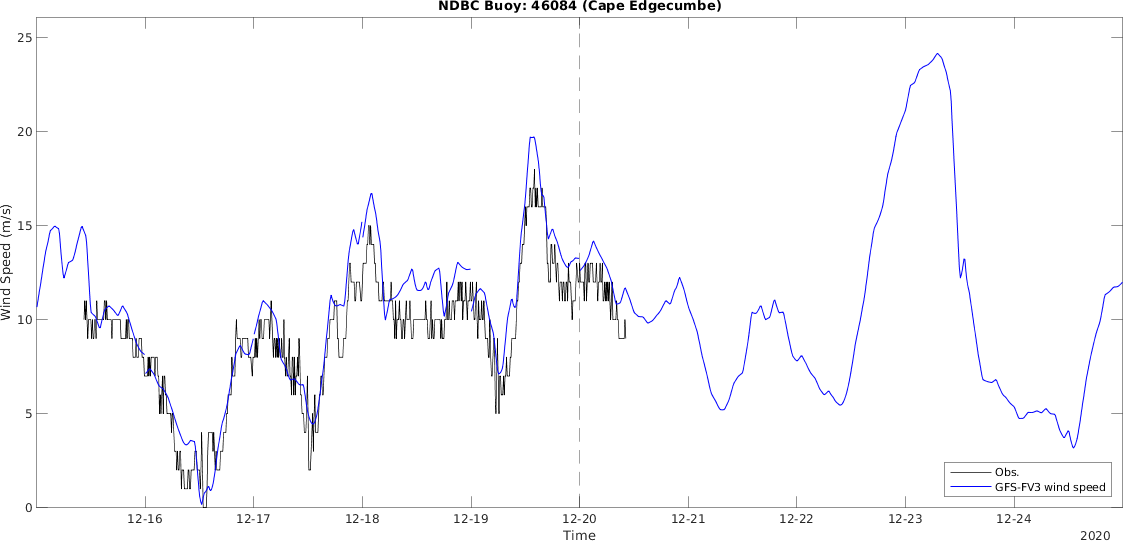 NDBC Buoy: 46084 (Cape Edgecumbe)
25
20
15
10
5
0
Wind Speed (m/s)
Obs.
GFS-FV3 wind speed
12-16 12-17 12-18 12-19 12-20 12-21 12-22 12-23 12-24
Time
2020